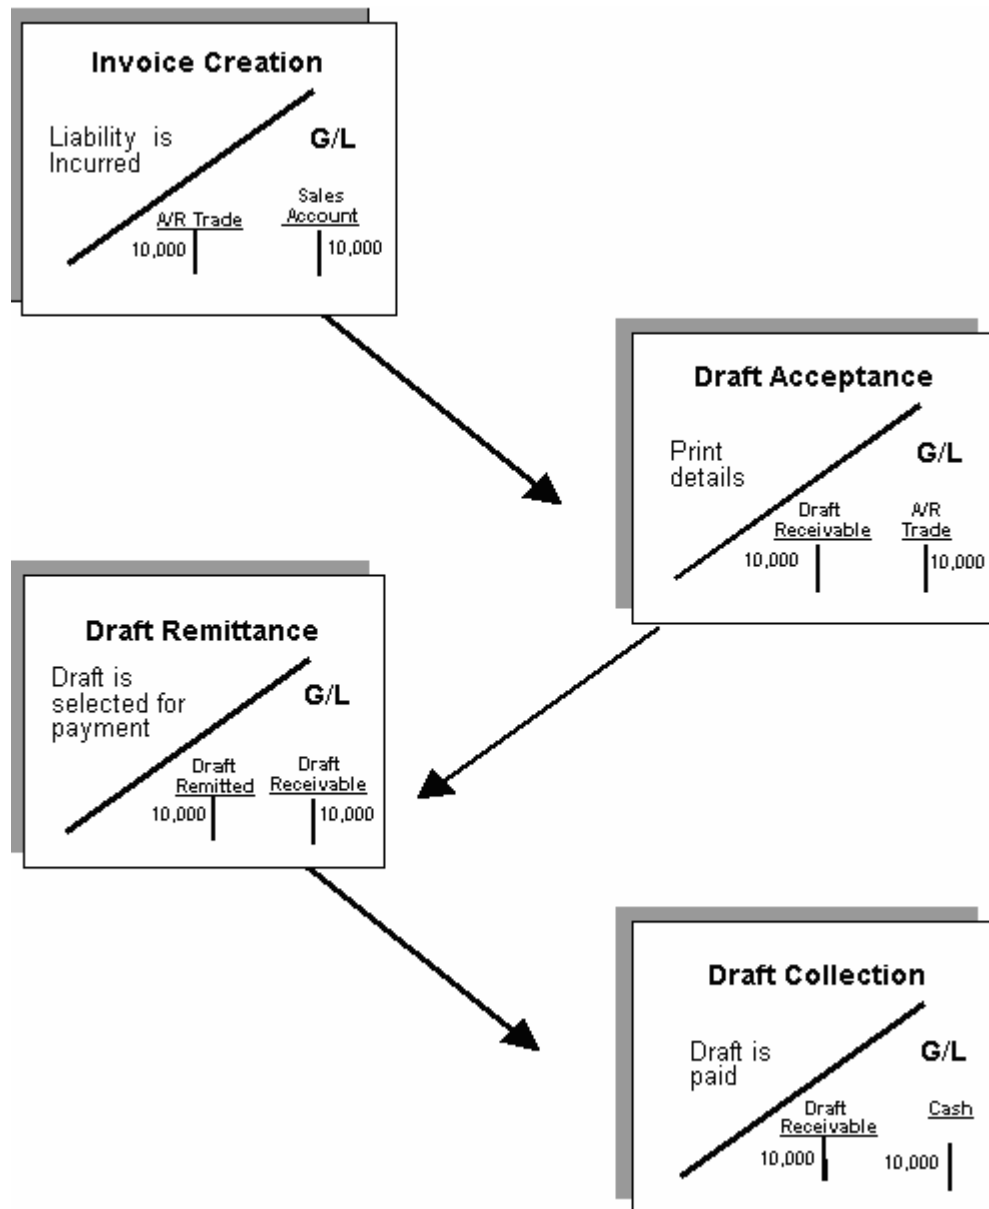 Invoice Creation
Liability is
Incurred
G/L
A/R Trade
Sales
Account
10,000
10,000
Draft Acceptance
Print
details
G/L
Draft
Receivable
A/R
Trade
10,000
10,000
Draft Remittance
Draft is
selected for
payment
G/L
Draft
Remitted
Draft
Receivable
10,000
10,000
Draft Collection
Draft is
paid
G/L
Draft
Receivable
Cash
10,000
10,000